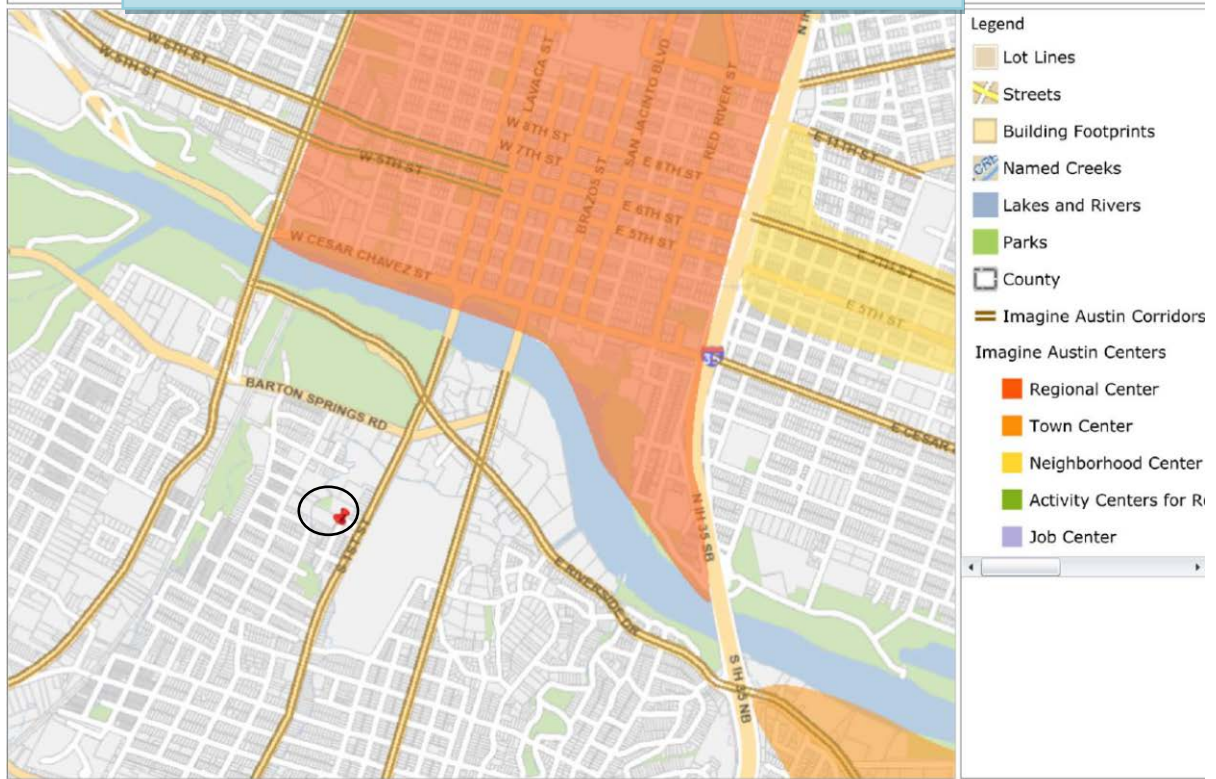 W 6TH ST
W 5TH ST
LAVACA ST
SAN JACINTO BLVD
RED RIVER ST
N IH
W 8TH ST
W 7TH ST
W 5TH ST
BRAZOS ST
E 8TH ST
E 6TH ST
E 5TH ST
E 11TH ST
E 7TH ST
E 5TH ST
W CESAR CHAVEZ ST
35
E CESAR
BARTON SPRINGS RD
S 1ST ST
N IH 35 SB
E RIVERSIDE DR
S IH 35 NB
Legend
Lot Lines
Streets
Building Footprints
CRE
Named Creeks
Lakes and Rivers
Parks
County
Imagine Austin Corridors
Imagine Austin Centers
Regional Center
Town Center
Neighborhood Center
Activity Centers for Re
Job Center